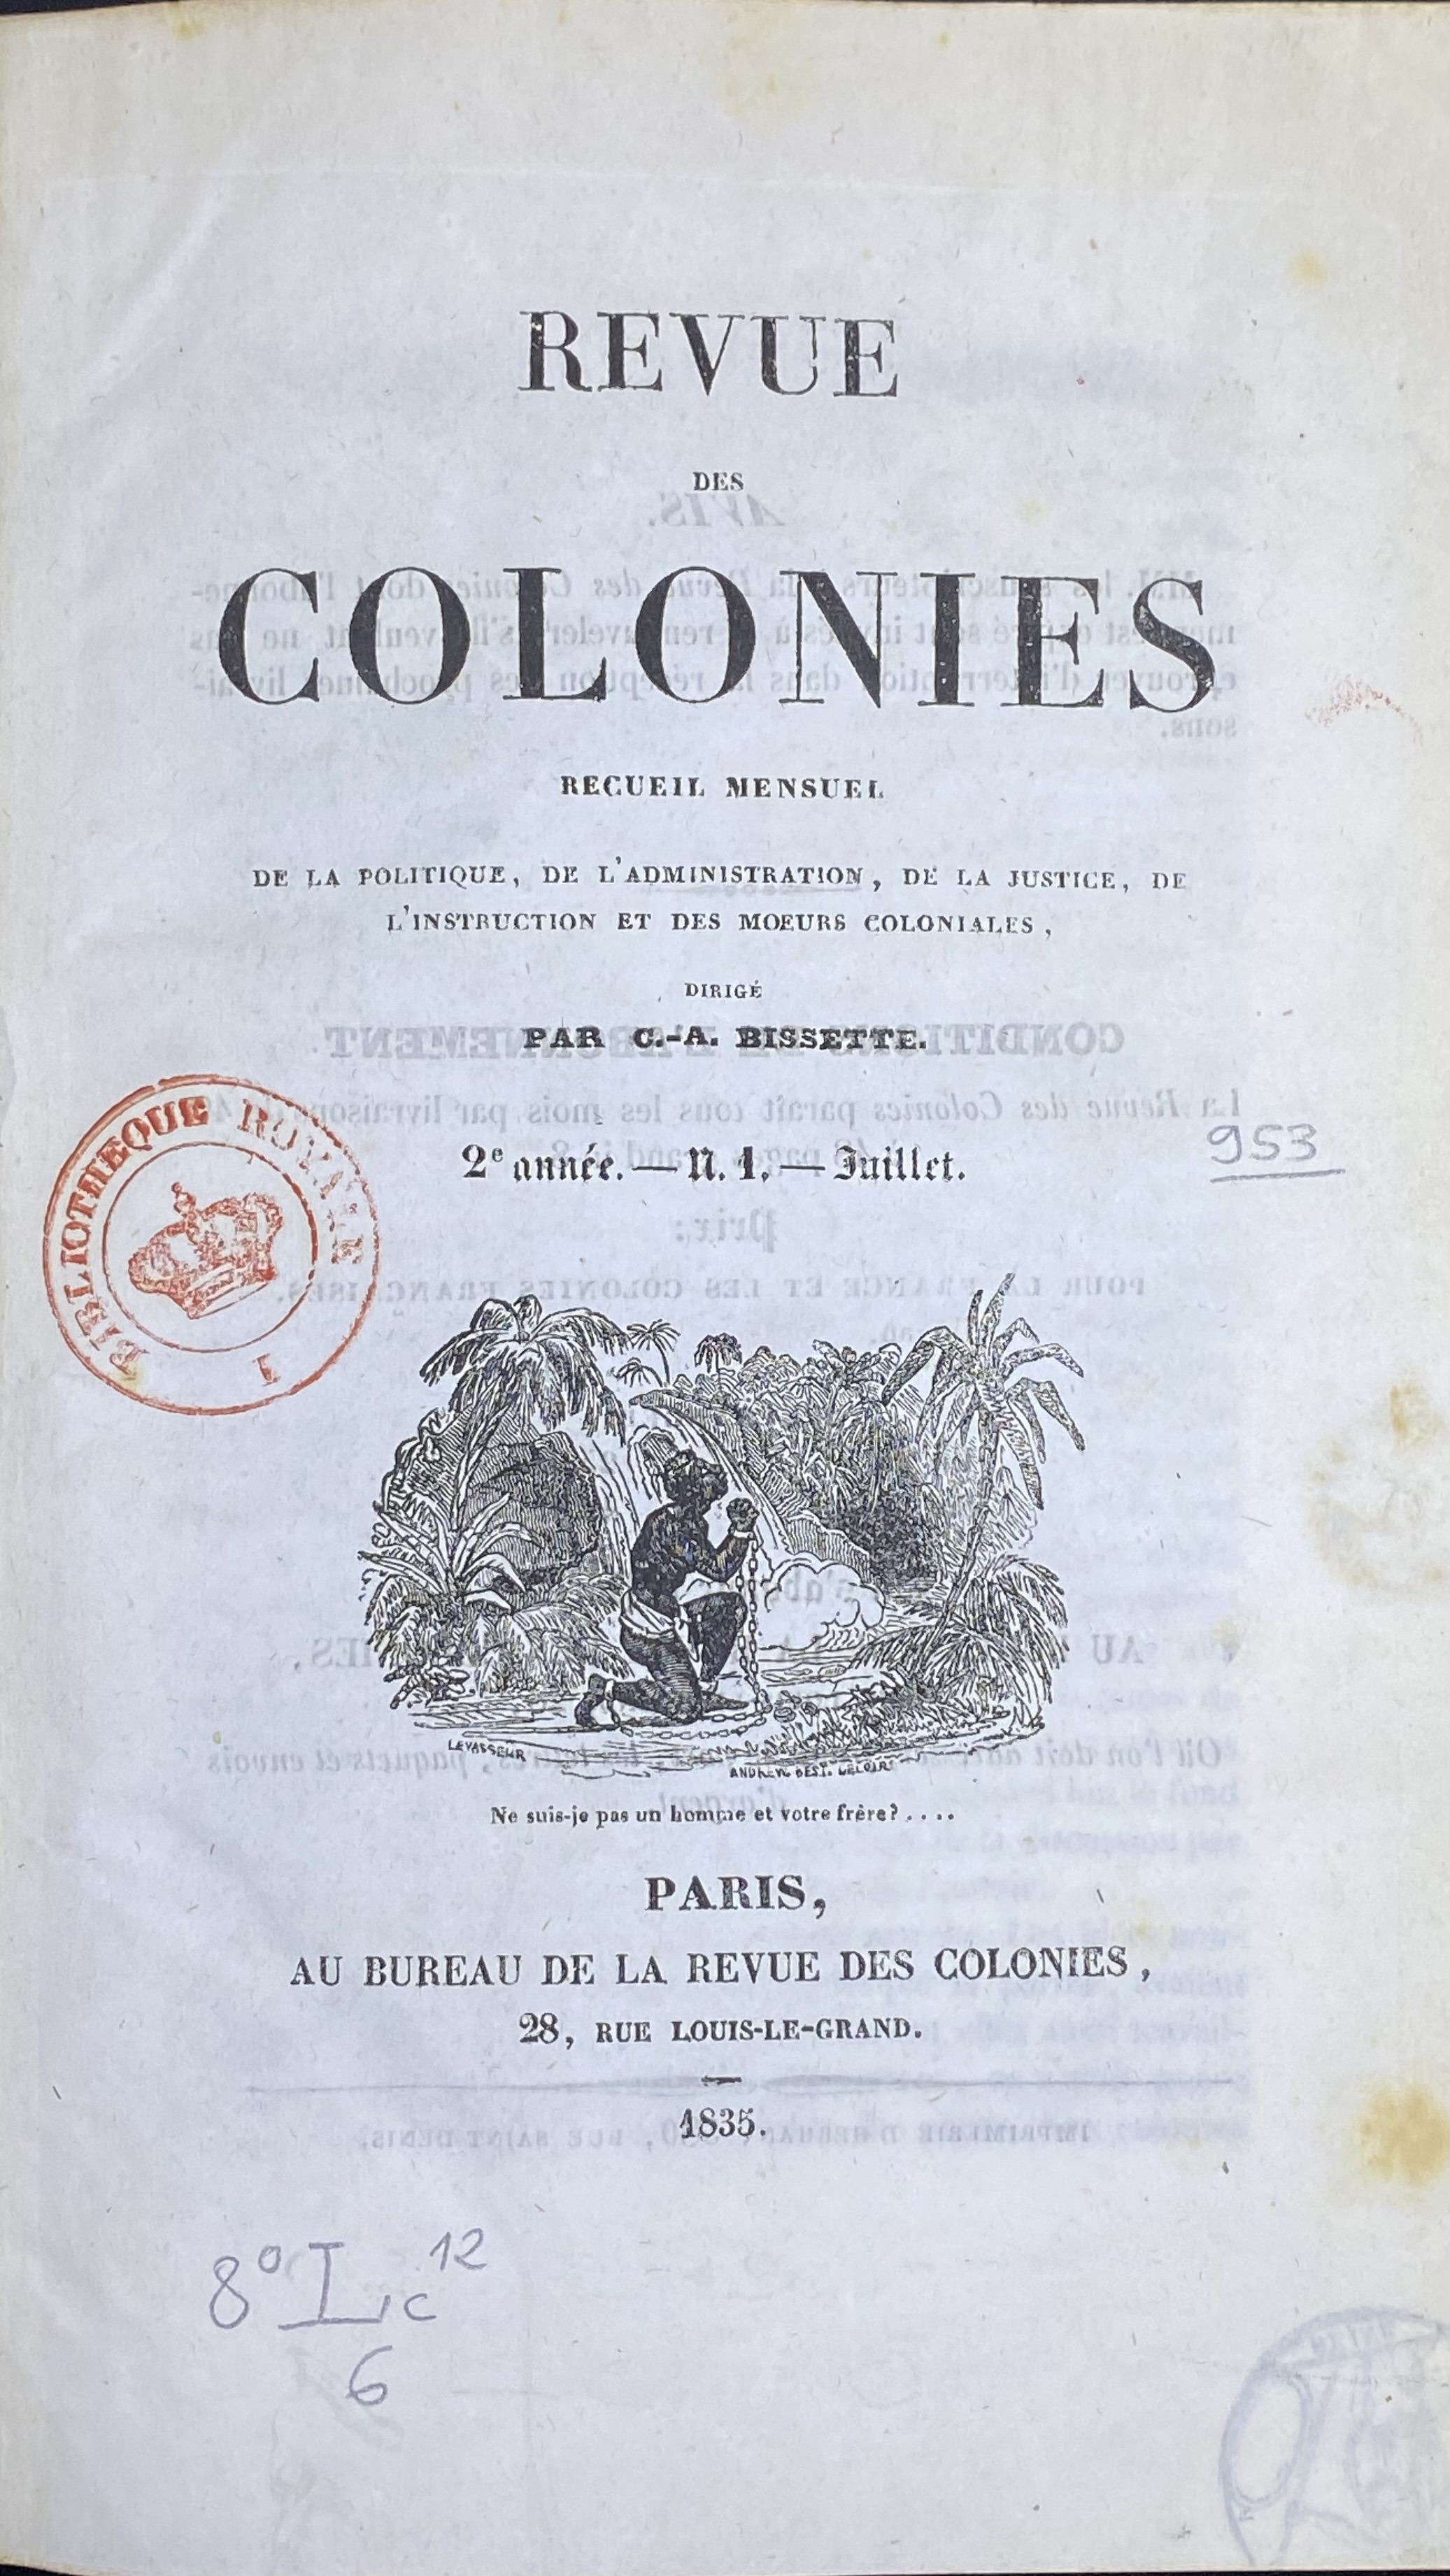 REVUE
DES
COLONIES
RECUEIL MENSUEL
DE LA POLITIQUE, DE L'ADMINISTRATION, DE LA JUSTICE, DE
L'INSTRUCTION ET DES MOEURS COLONIALES,
DIRIGÉ
PAR C.-A. BISSETTE.
BIBLIOTHEQUE ROYALE
I
953
2e année. — N. 1. — Juillet.
LEVASSEUR
ANDREW BEST. LELOIR
Ne suis-je pas un homme et votre frère?....
PARIS,
AU BUREAU DE LA REVUE DES COLONIES,
28, RUE LOUIS-LE-GRAND.
1835.
8° Lc 12
6